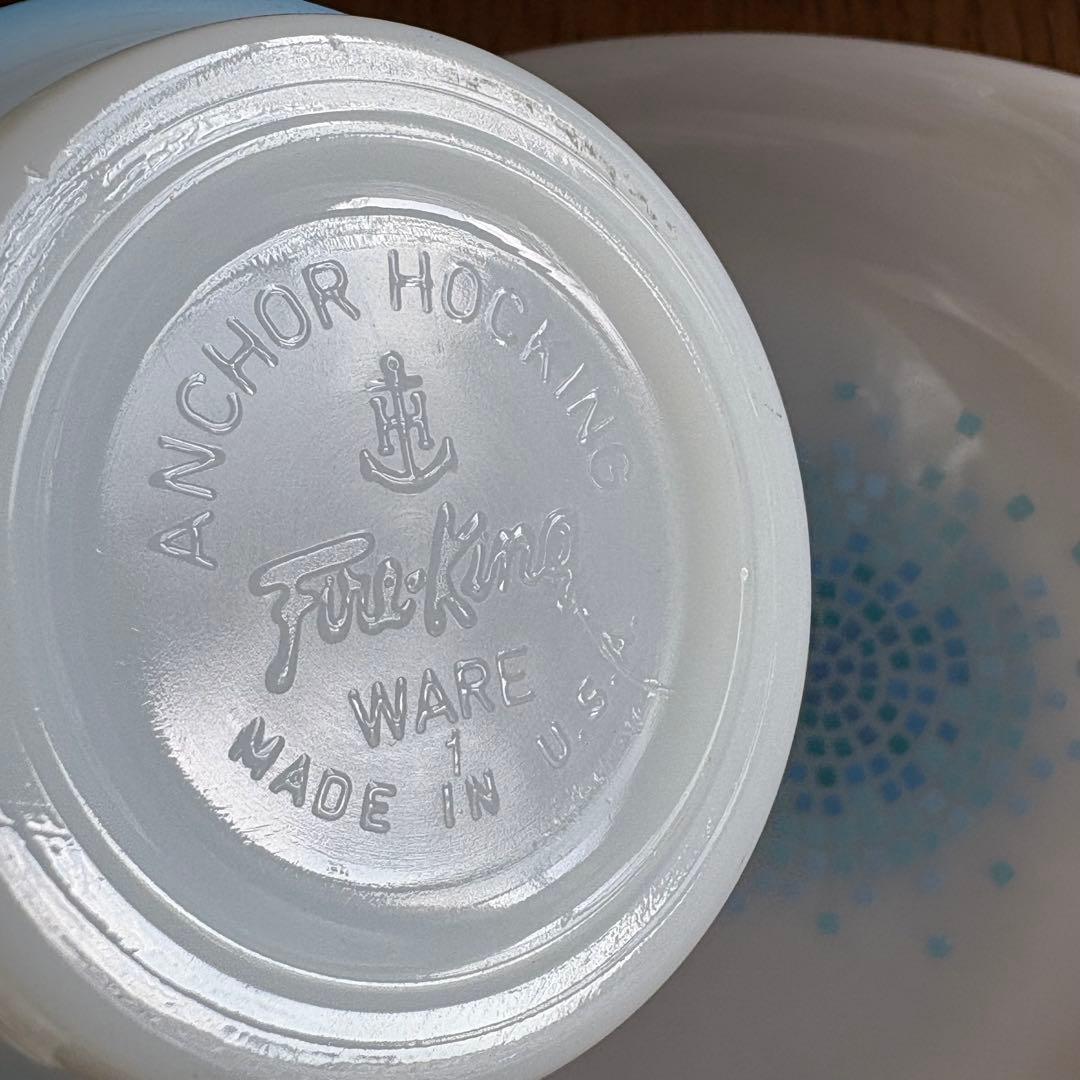 ANCHOR HOCKING
H
Fire-King
WARE
1
MADE IN U.S.A.